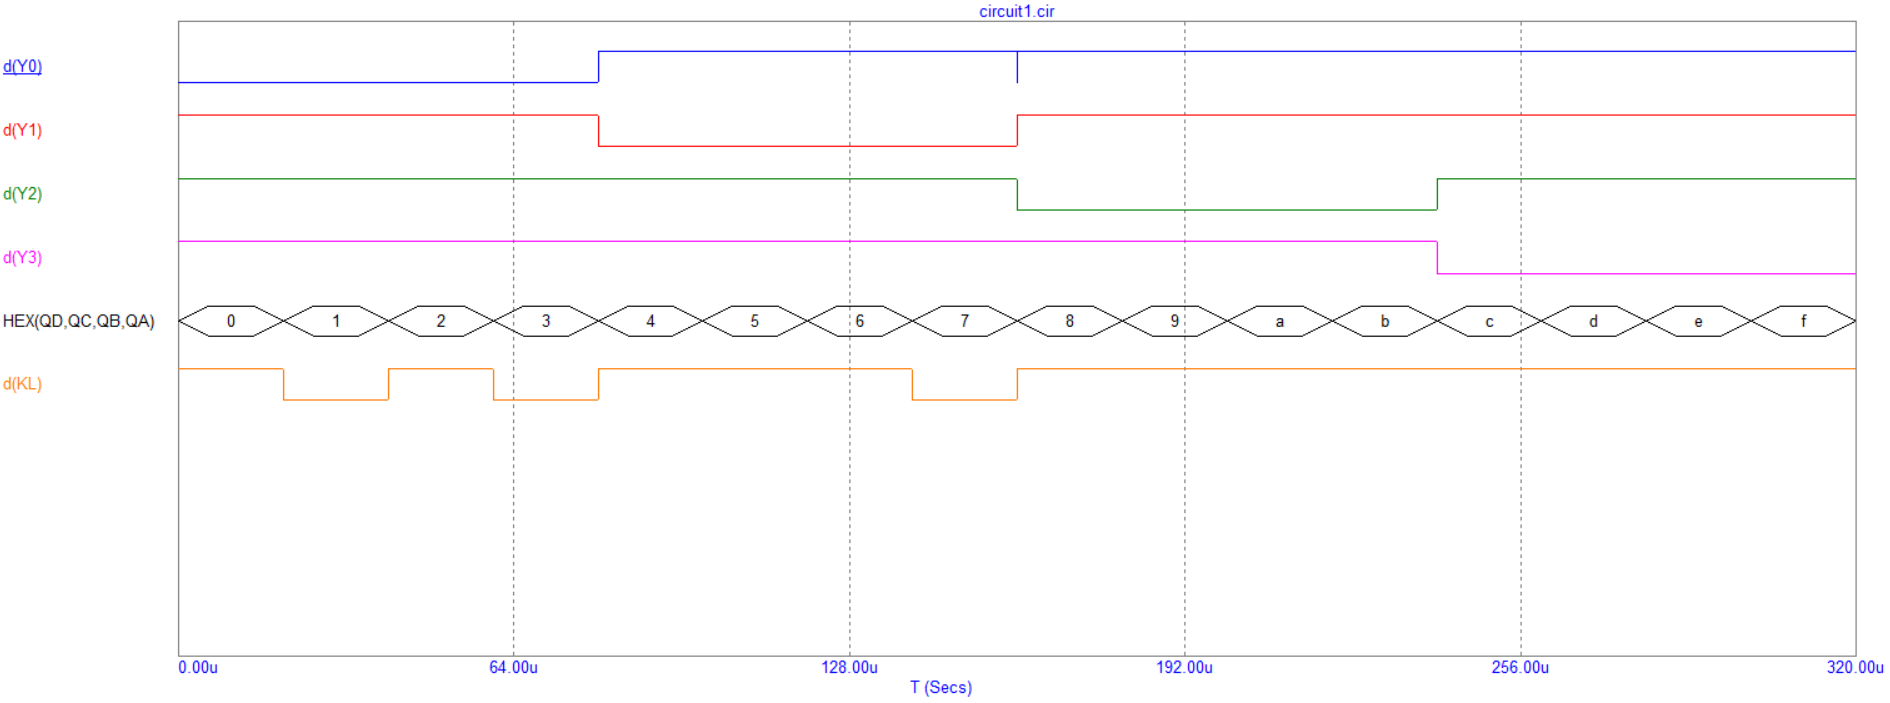 circuit1.cir
d(Y0)
d(Y1)
d(Y2)
d(Y3)
HEX(QD,QC,QB,QA) 0 1 2 3 4 5 6 7 8 9 a b c d e f
d(KL)
0.00u 64.00u 128.00u 192.00u 256.00u 320.00u
T (Secs)